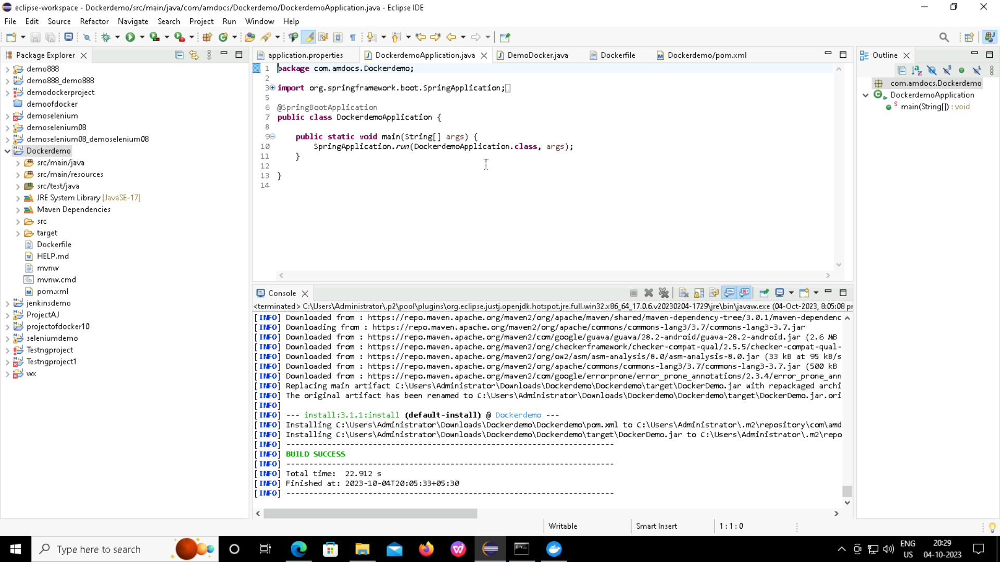 eclipse-workspace - Dockerdemo/src/main/java/com/amdocs/Dockerdemo/DockerdemoApplication.java - Eclipse IDE
File Edit Source Refactor Navigate Search Project Run Window Help
Package Explorer
demo888
demo888_demo888
demodockerproject
demoofdocker
demoselenium
demoselenium08
demoselenium08_demoselenium08
Dockerdemo
src/main/java
src/main/resources
src/test/java
JRE System Library [JavaSE-17]
Maven Dependencies
src
target
Dockerfile
HELP.md
mvnw
mvnw.cmd
pom.xml
jenkinsdemo
ProjectAJ
projectofdocker10
seleniumdemo
Testngproject
Testngproject1
wx
application.properties DockerdemoApplication.java DemoDocker.java Dockerfile Dockerdemo/pom.xml
1 package com.amdocs.Dockerdemo;
2
3 import org.springframework.boot.SpringApplication;
5
6 @SpringBootApplication
7 public class DockerdemoApplication {
8
9 public static void main(String[] args) {
10 SpringApplication.run(DockerdemoApplication.class, args);
11 }
12
13 }
14
Outline
com.amdocs.Dockerdemo
DockerdemoApplication
main(String[]) : void
Console
<terminated> C:\Users\Administrator\.p2\pool\plugins\org.eclipse.justj.openjdk.hotspot.jre.full.win32.x86_64_17.0.6.v20230204-1729\jre\bin\javaw.exe (04-Oct-2023, 8:05:08 pr
[INFO] Downloaded from : https://repo.maven.apache.org/maven2/org/apache/maven/shared/maven-dependency-tree/3.0.1/maven-dependenc
[INFO] Downloading from : https://repo.maven.apache.org/maven2/org/apache/commons/commons-lang3/3.7/commons-lang3-3.7.jar
[INFO] Downloaded from : https://repo.maven.apache.org/maven2/com/google/guava/guava/28.2-android/guava-28.2-android.jar (2.6 MB
[INFO] Downloaded from : https://repo.maven.apache.org/maven2/org/checkerframework/checker-compat-qual/2.5.5/checker-compat-qual-
[INFO] Downloaded from : https://repo.maven.apache.org/maven2/org/ow2/asm/asm-analysis/8.0/asm-analysis-8.0.jar (33 kB at 95 kB/s
[INFO] Downloaded from : https://repo.maven.apache.org/maven2/org/apache/commons/commons-lang3/3.7/commons-lang3-3.7.jar (500 kB
[INFO] Downloaded from : https://repo.maven.apache.org/maven2/com/google/errorprone/error_prone_annotations/2.3.4/error_prone_ann
[INFO] Replacing main artifact C:\Users\Administrator\Downloads\Dockerdemo\Dockerdemo\target\DockerDemo.jar with repackaged archi
[INFO] The original artifact has been renamed to C:\Users\Administrator\Downloads\Dockerdemo\Dockerdemo\target\DockerDemo.jar.ori
[INFO]
[INFO] --- install:3.1.1:install (default-install) @ Dockerdemo ---
[INFO] Installing C:\Users\Administrator\Downloads\Dockerdemo\Dockerdemo\pom.xml to C:\Users\Administrator\.m2\repository\com\amd
[INFO] Installing C:\Users\Administrator\Downloads\Dockerdemo\Dockerdemo\target\DockerDemo.jar to C:\Users\Administrator\.m2\repo
[INFO] ------------------------------------------------------------------------
[INFO] BUILD SUCCESS
[INFO] ------------------------------------------------------------------------
[INFO] Total time: 22.912 s
[INFO] Finished at: 2023-10-04T20:05:33+05:30
[INFO] ------------------------------------------------------------------------
Writable Smart Insert 1 : 1 : 0
Type here to search
ENG
US
20:29
04-10-2023